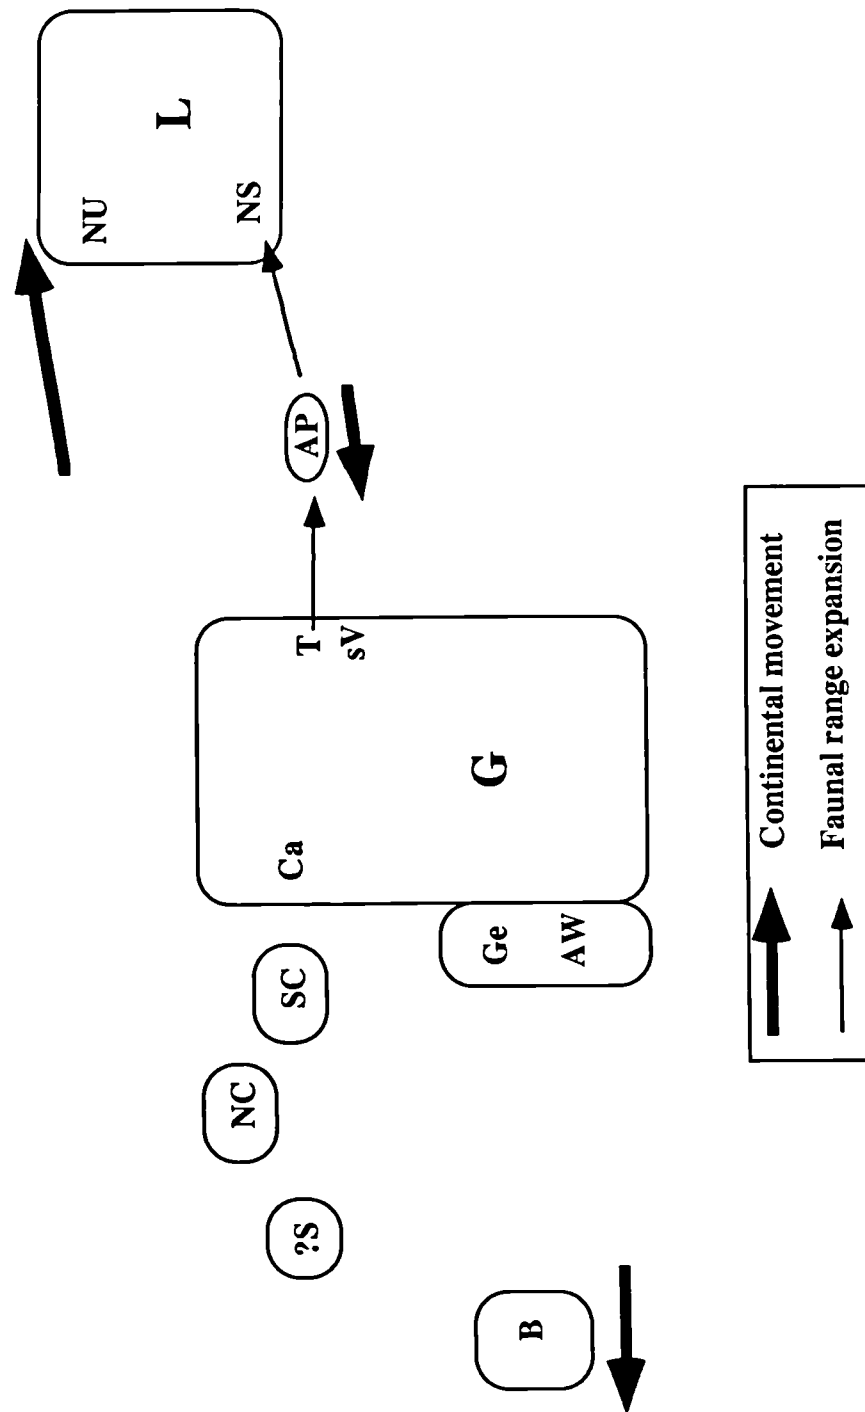 NU
L
NS
AP
T
sV
G
Ca
Ge
AW
SC
NC
?S
B
Continental movement
Faunal range expansion